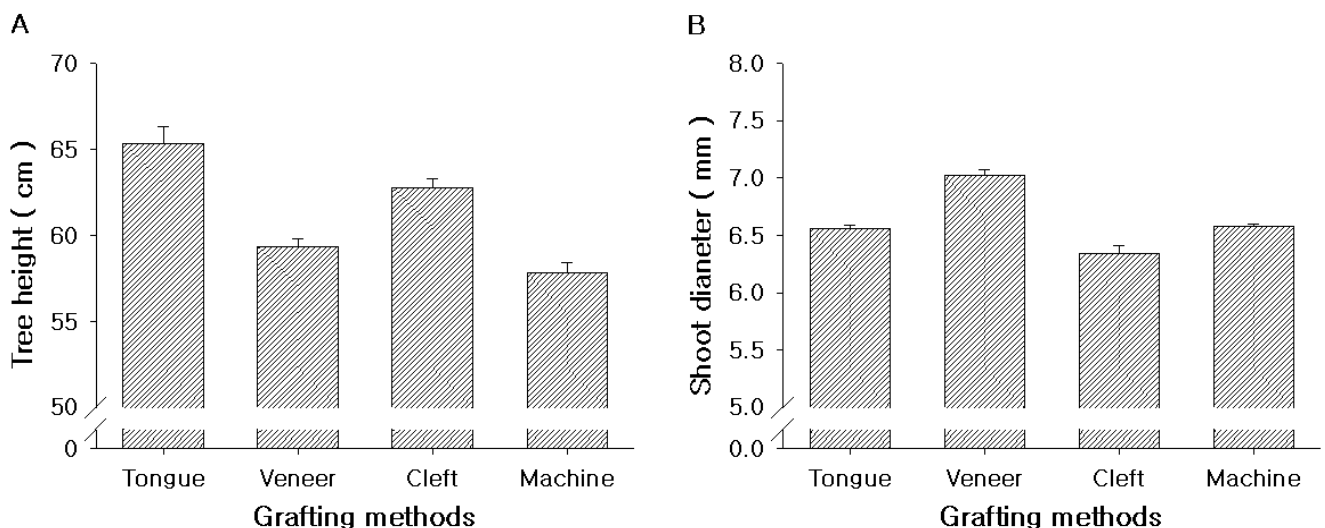 A
Tree height ( cm )
70
65
60
55
50
0
Tongue Veneer Cleft Machine
Grafting methods
B
Shoot dianeter ( mm )
8.0
7.5
7.0
6.5
6.0
5.5
5.0
0.0
Tongue Veneer Cleft Machine
Grafting methods